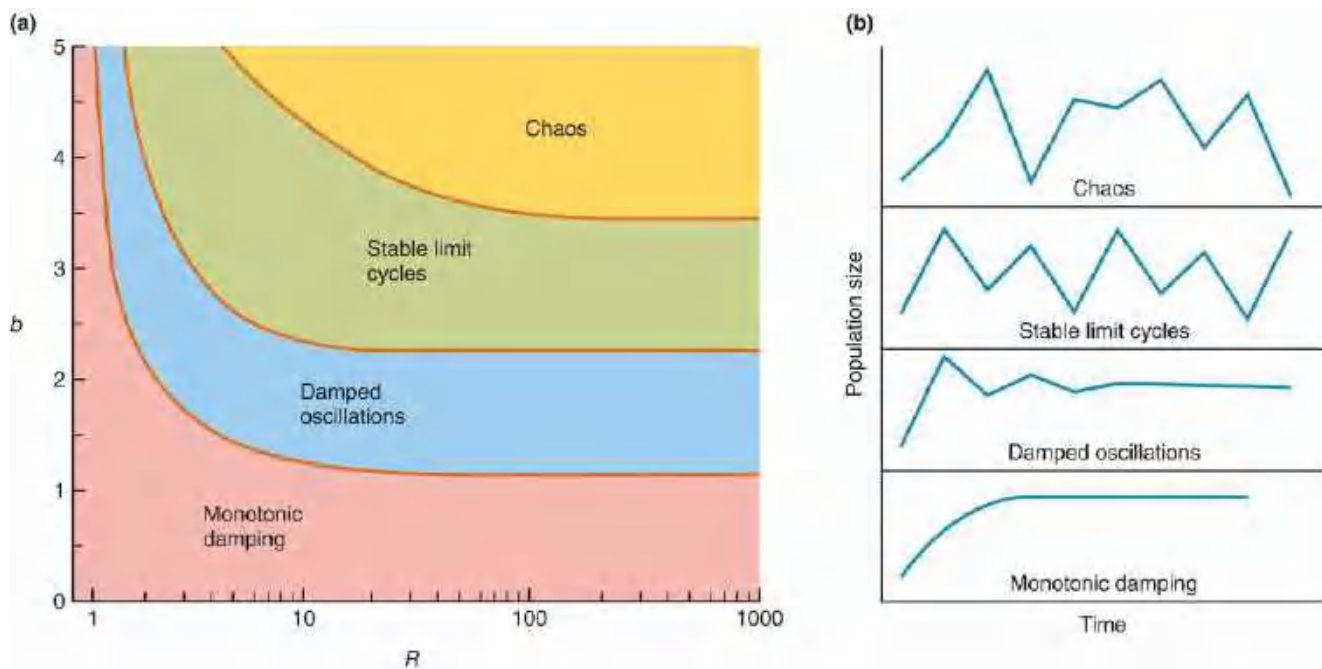 (a)
5
4
3
2
1
0
b
Chaos
Stable limit
cycles
Damped
oscillations
Monotonic
damping
1
10
100
1000
R
(b)
Population size
Chaos
Stable limit cycles
Damped oscillations
Monotonic damping
Time